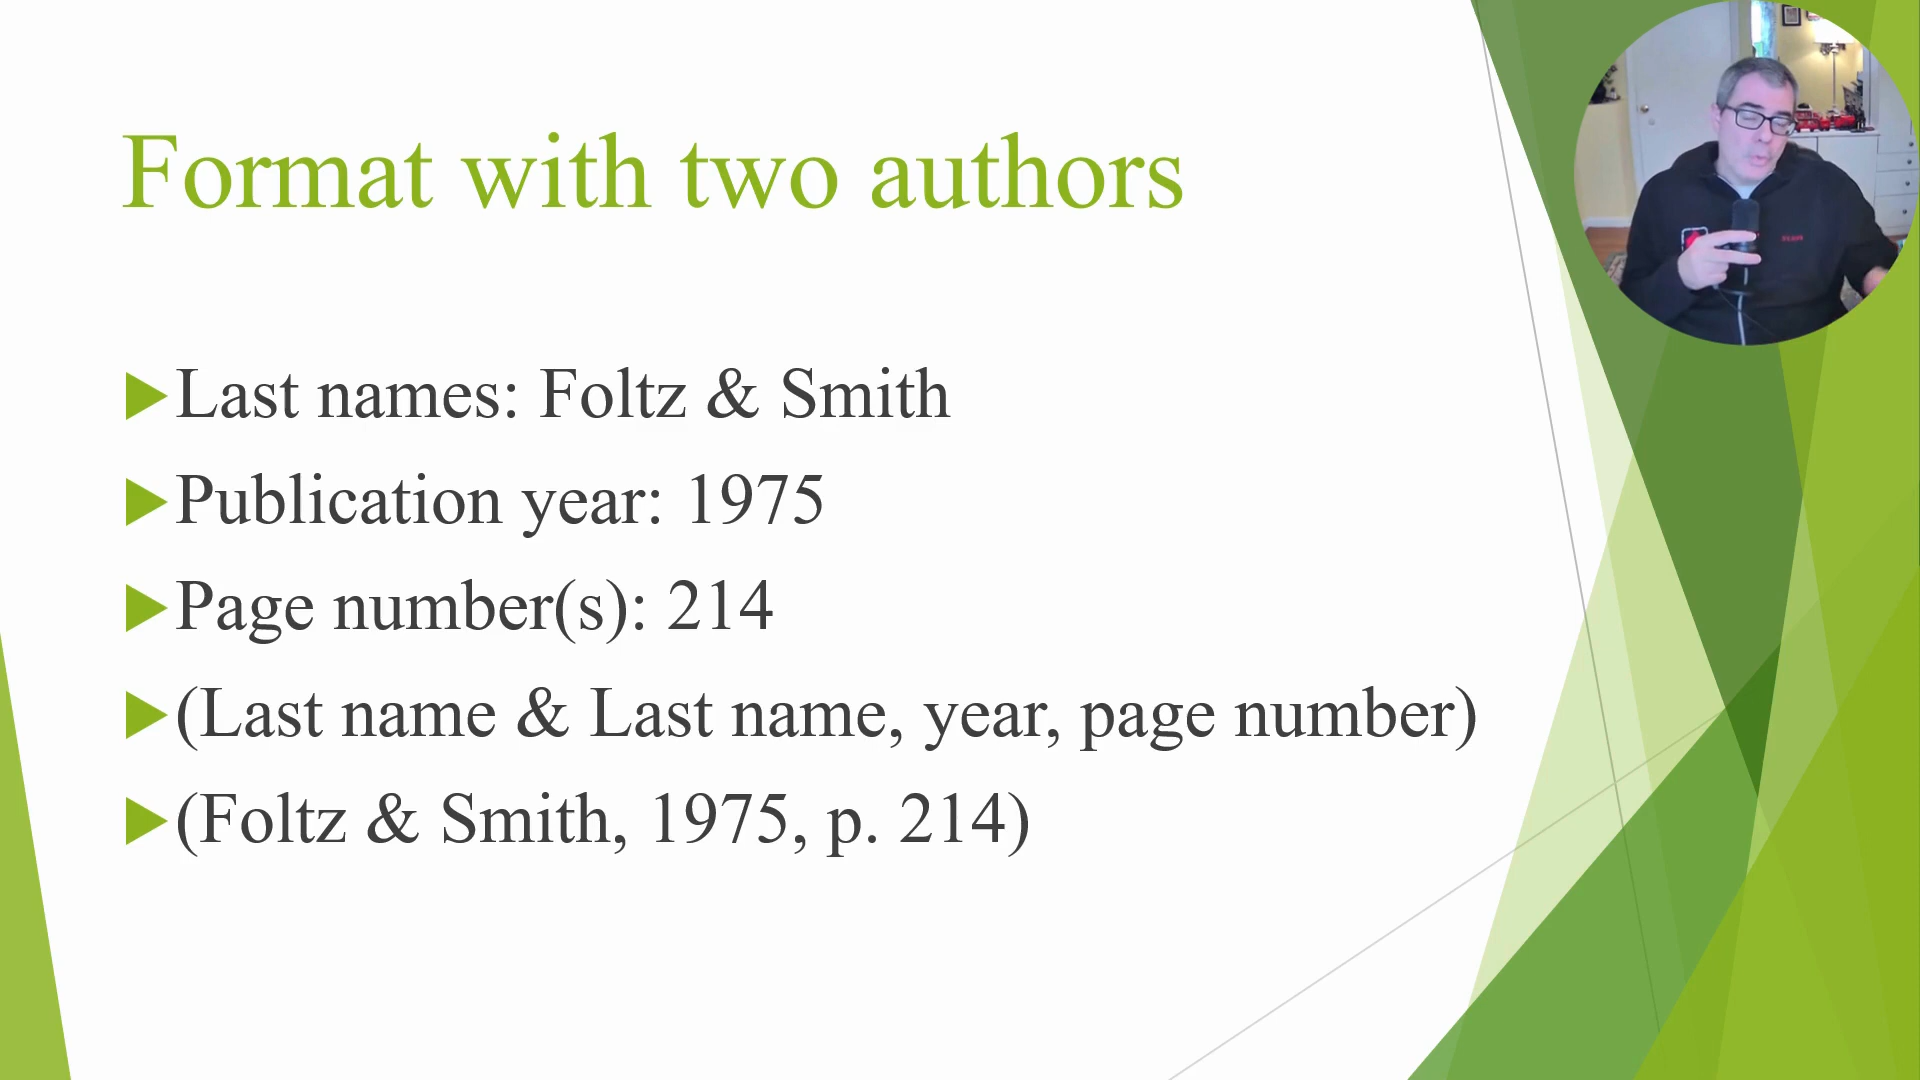 Format with two authors
Last names: Foltz & Smith
Publication year: 1975
Page number(s): 214
(Last name & Last name, year, page number)
(Foltz & Smith, 1975, p. 214)